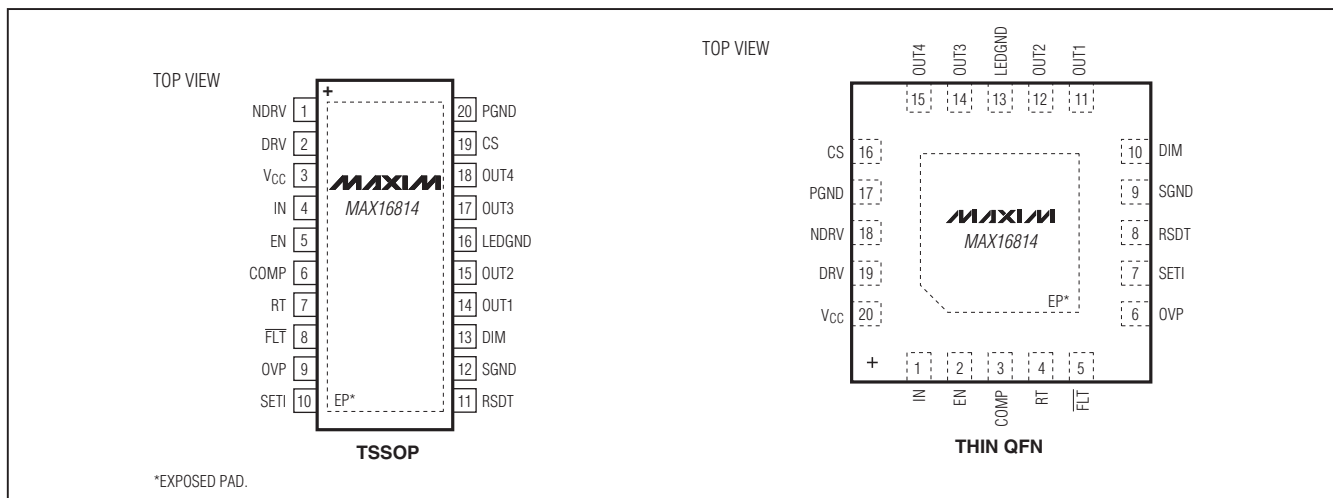 TOP VIEW
+
NDRV 1
DRV 2
VCC 3
IN 4
EN 5
COMP 6
RT 7
FLT 8
OVP 9
SETI 10
20 PGND
19 CS
18 OUT4
17 OUT3
16 LEDGND
15 OUT2
14 OUT1
13 DIM
12 SGND
11 RSDT
MAXIM
MAX16814
EP*
TSSOP
*EXPOSED PAD.
TOP VIEW
OUT4
OUT3
LEDGND
OUT2
OUT1
15 14 13 12 11
CS 16
PGND 17
NDRV 18
DRV 19
VCC 20
10 DIM
9 SGND
8 RSDT
7 SETI
6 OVP
MAXIM
MAX16814
EP*
+
1 2 3 4 5
IN
EN
COMP
RT
FLT
THIN QFN